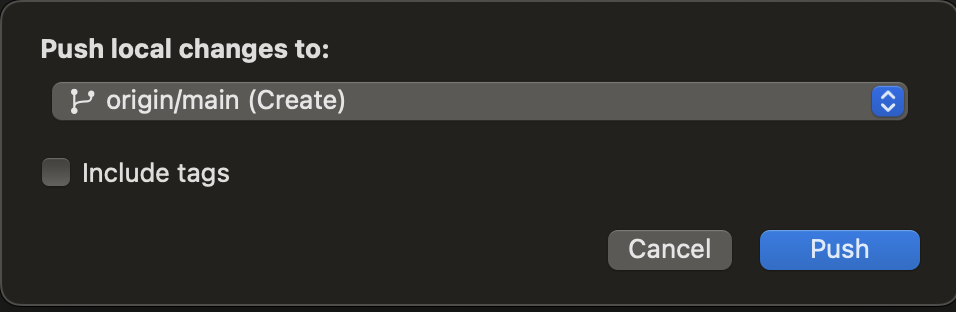 Push local changes to:
origin/main (Create)
Include tags
Cancel
Push